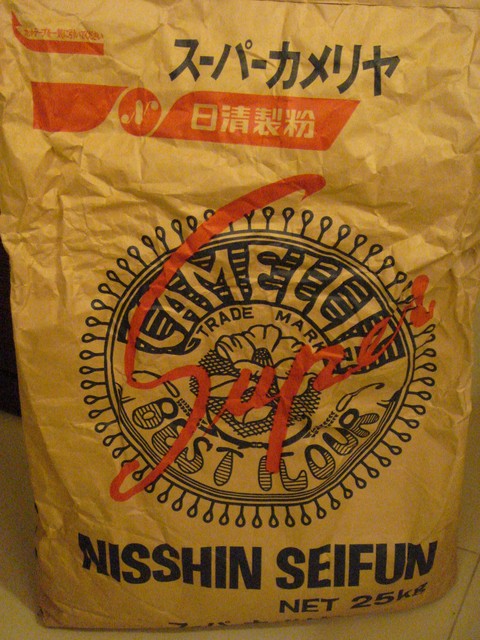 スーパーカメリヤ
N 日清製粉
CAMELLIA
TRADE MARK
Super
BEST FLOUR
NISSHIN SEIFUN
NET 25KG